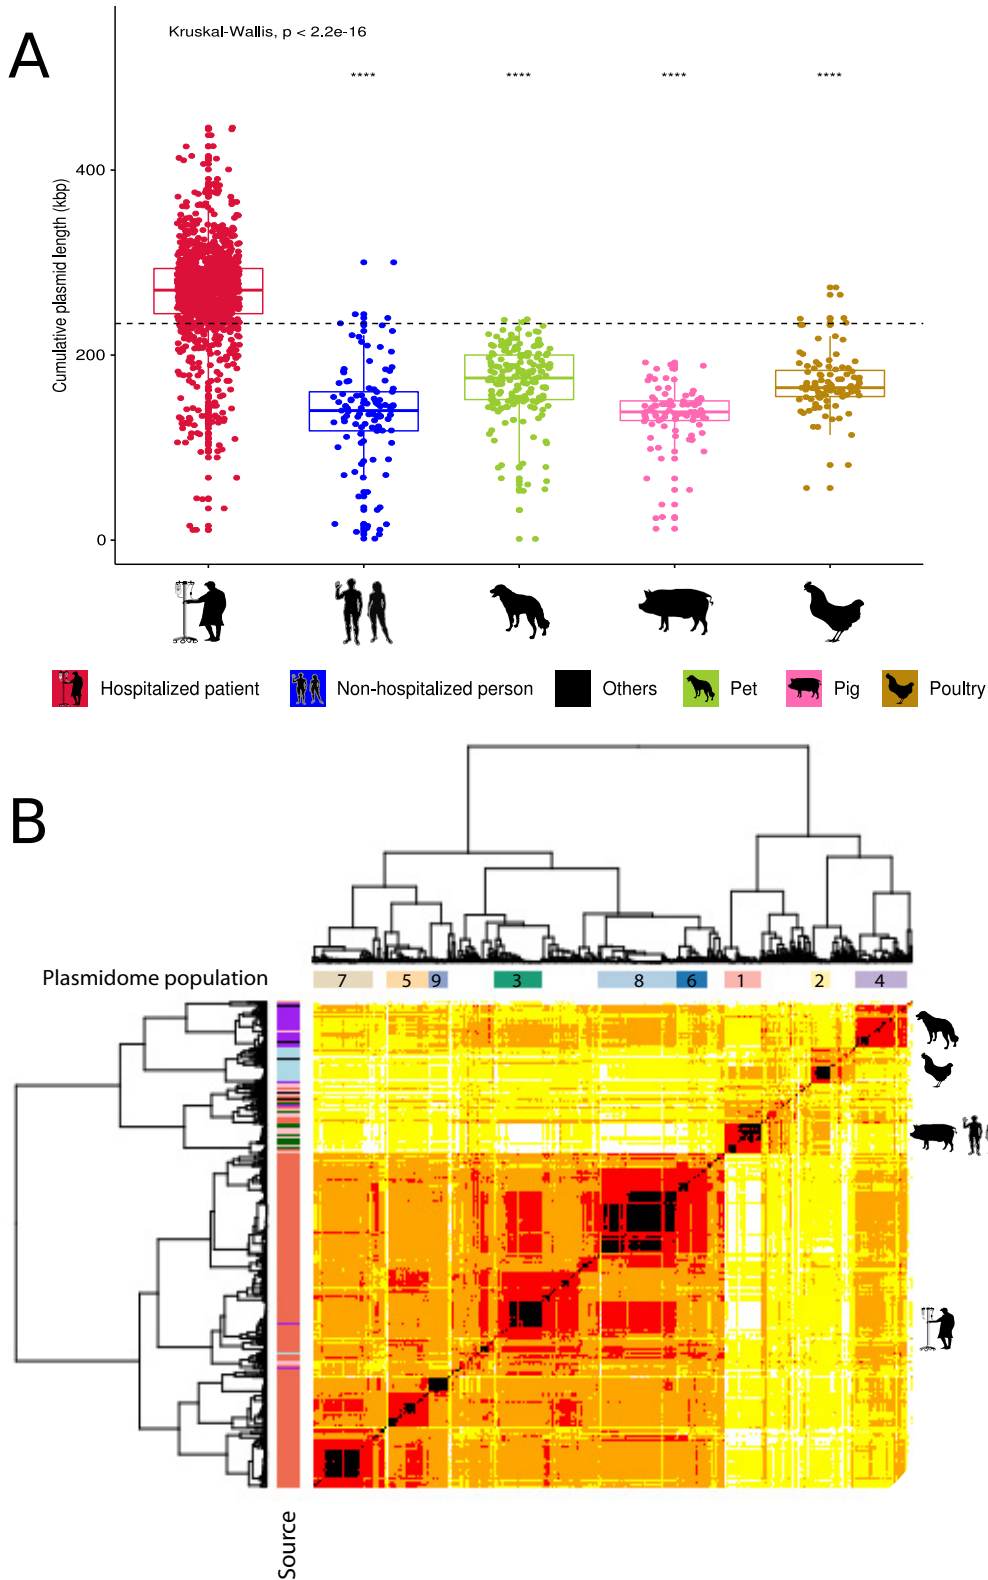 A
Kruskal-Wallis, p < 2.2e-16
**** **** **** ****
Cumulative plasmid length (kbp)
400
200
0
Hospitalized patient Non-hospitalized person Others Pet Pig Poultry
B
Plasmidome population
7 5 9 3 8 6 1 2 4
Source